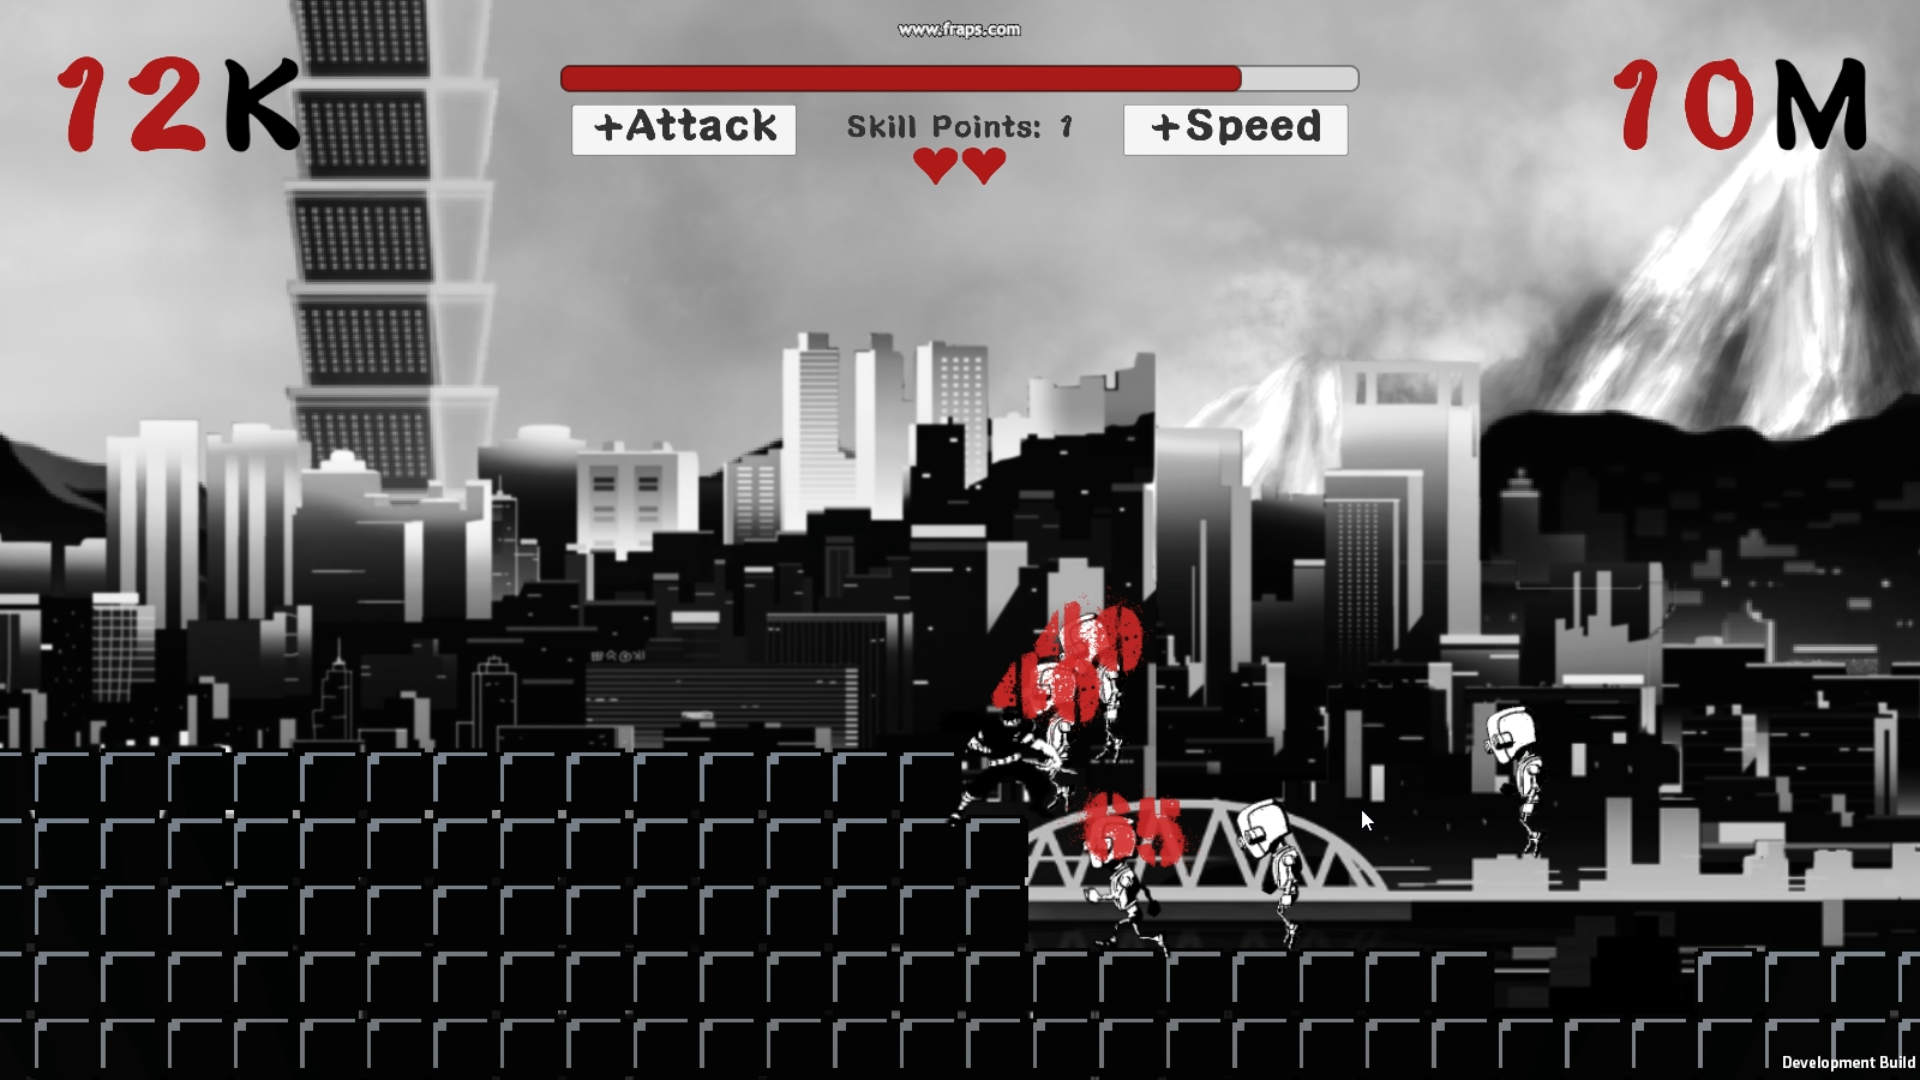 www.fraps.com
12K
10M
+Attack
Skill Points: 1
+Speed
65
Development Build